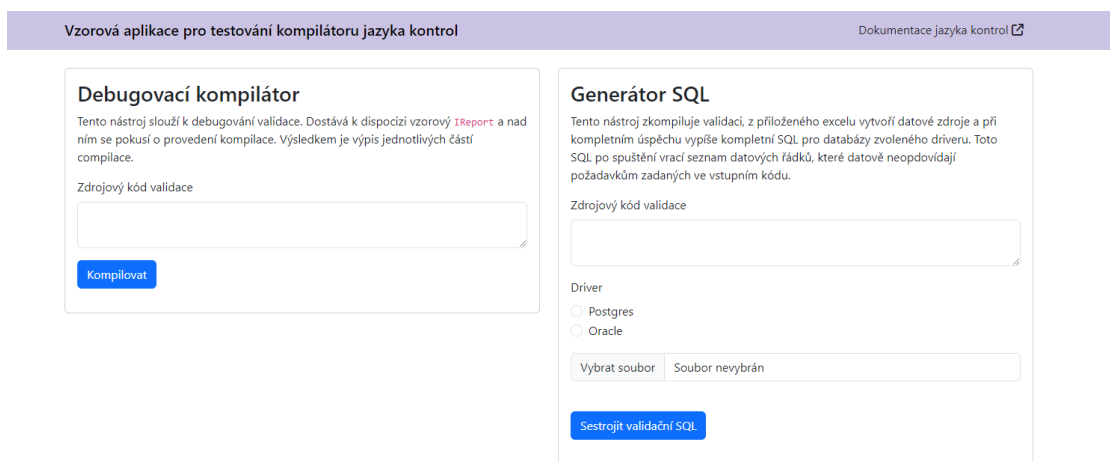 Vzorová aplikace pro testování kompilátoru jazyka kontrol
Dokumentace jazyka kontrol
Debugovací kompilátor
Tento nástroj slouží k debugování validace. Dostává k dispozici vzorový IReport a nad
ním se pokusí o provedení kompilace. Výsledkem je výpis jednotlivých částí
compilace.
Zdrojový kód validace
Kompilovat
Generátor SQL
Tento nástroj zkompiluje validaci, z přiloženého excelu vytvoří datové zdroje a při
kompletním úspěchu vypíše kompletní SQL pro databázy zvoleného driveru. Toto
SQL po spuštění vrací seznam datových řádků, které datově neopdovídají
požadavkům zadaných ve vstupním kódu.
Zdrojový kód validace
Driver
Postgres
Oracle
Vybrat soubor Soubor nevybrán
Sestrojit validační SQL